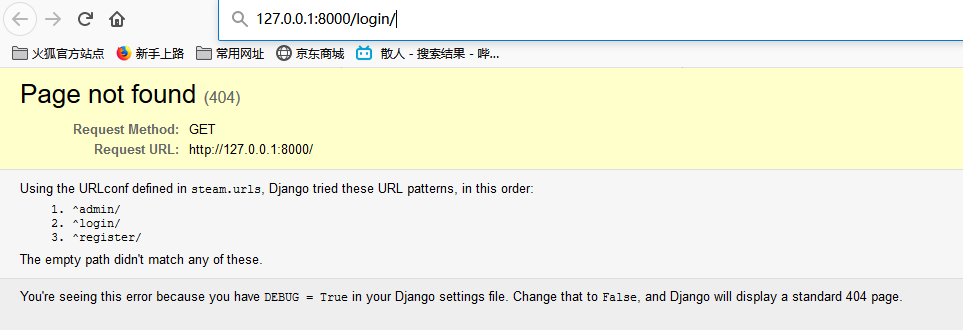 127.0.0.1:8000/login/
火狐官方站点 新手上路 常用网址 京东商城 散人 - 搜索结果 - 哔...
Page not found (404)
Request Method: GET
Request URL: http://127.0.0.1:8000/
Using the URLconf defined in steam.urls, Django tried these URL patterns, in this order:
1. ^admin/
2. ^login/
3. ^register/
The empty path didn't match any of these.
You're seeing this error because you have DEBUG = True in your Django settings file. Change that to False, and Django will display a standard 404 page.